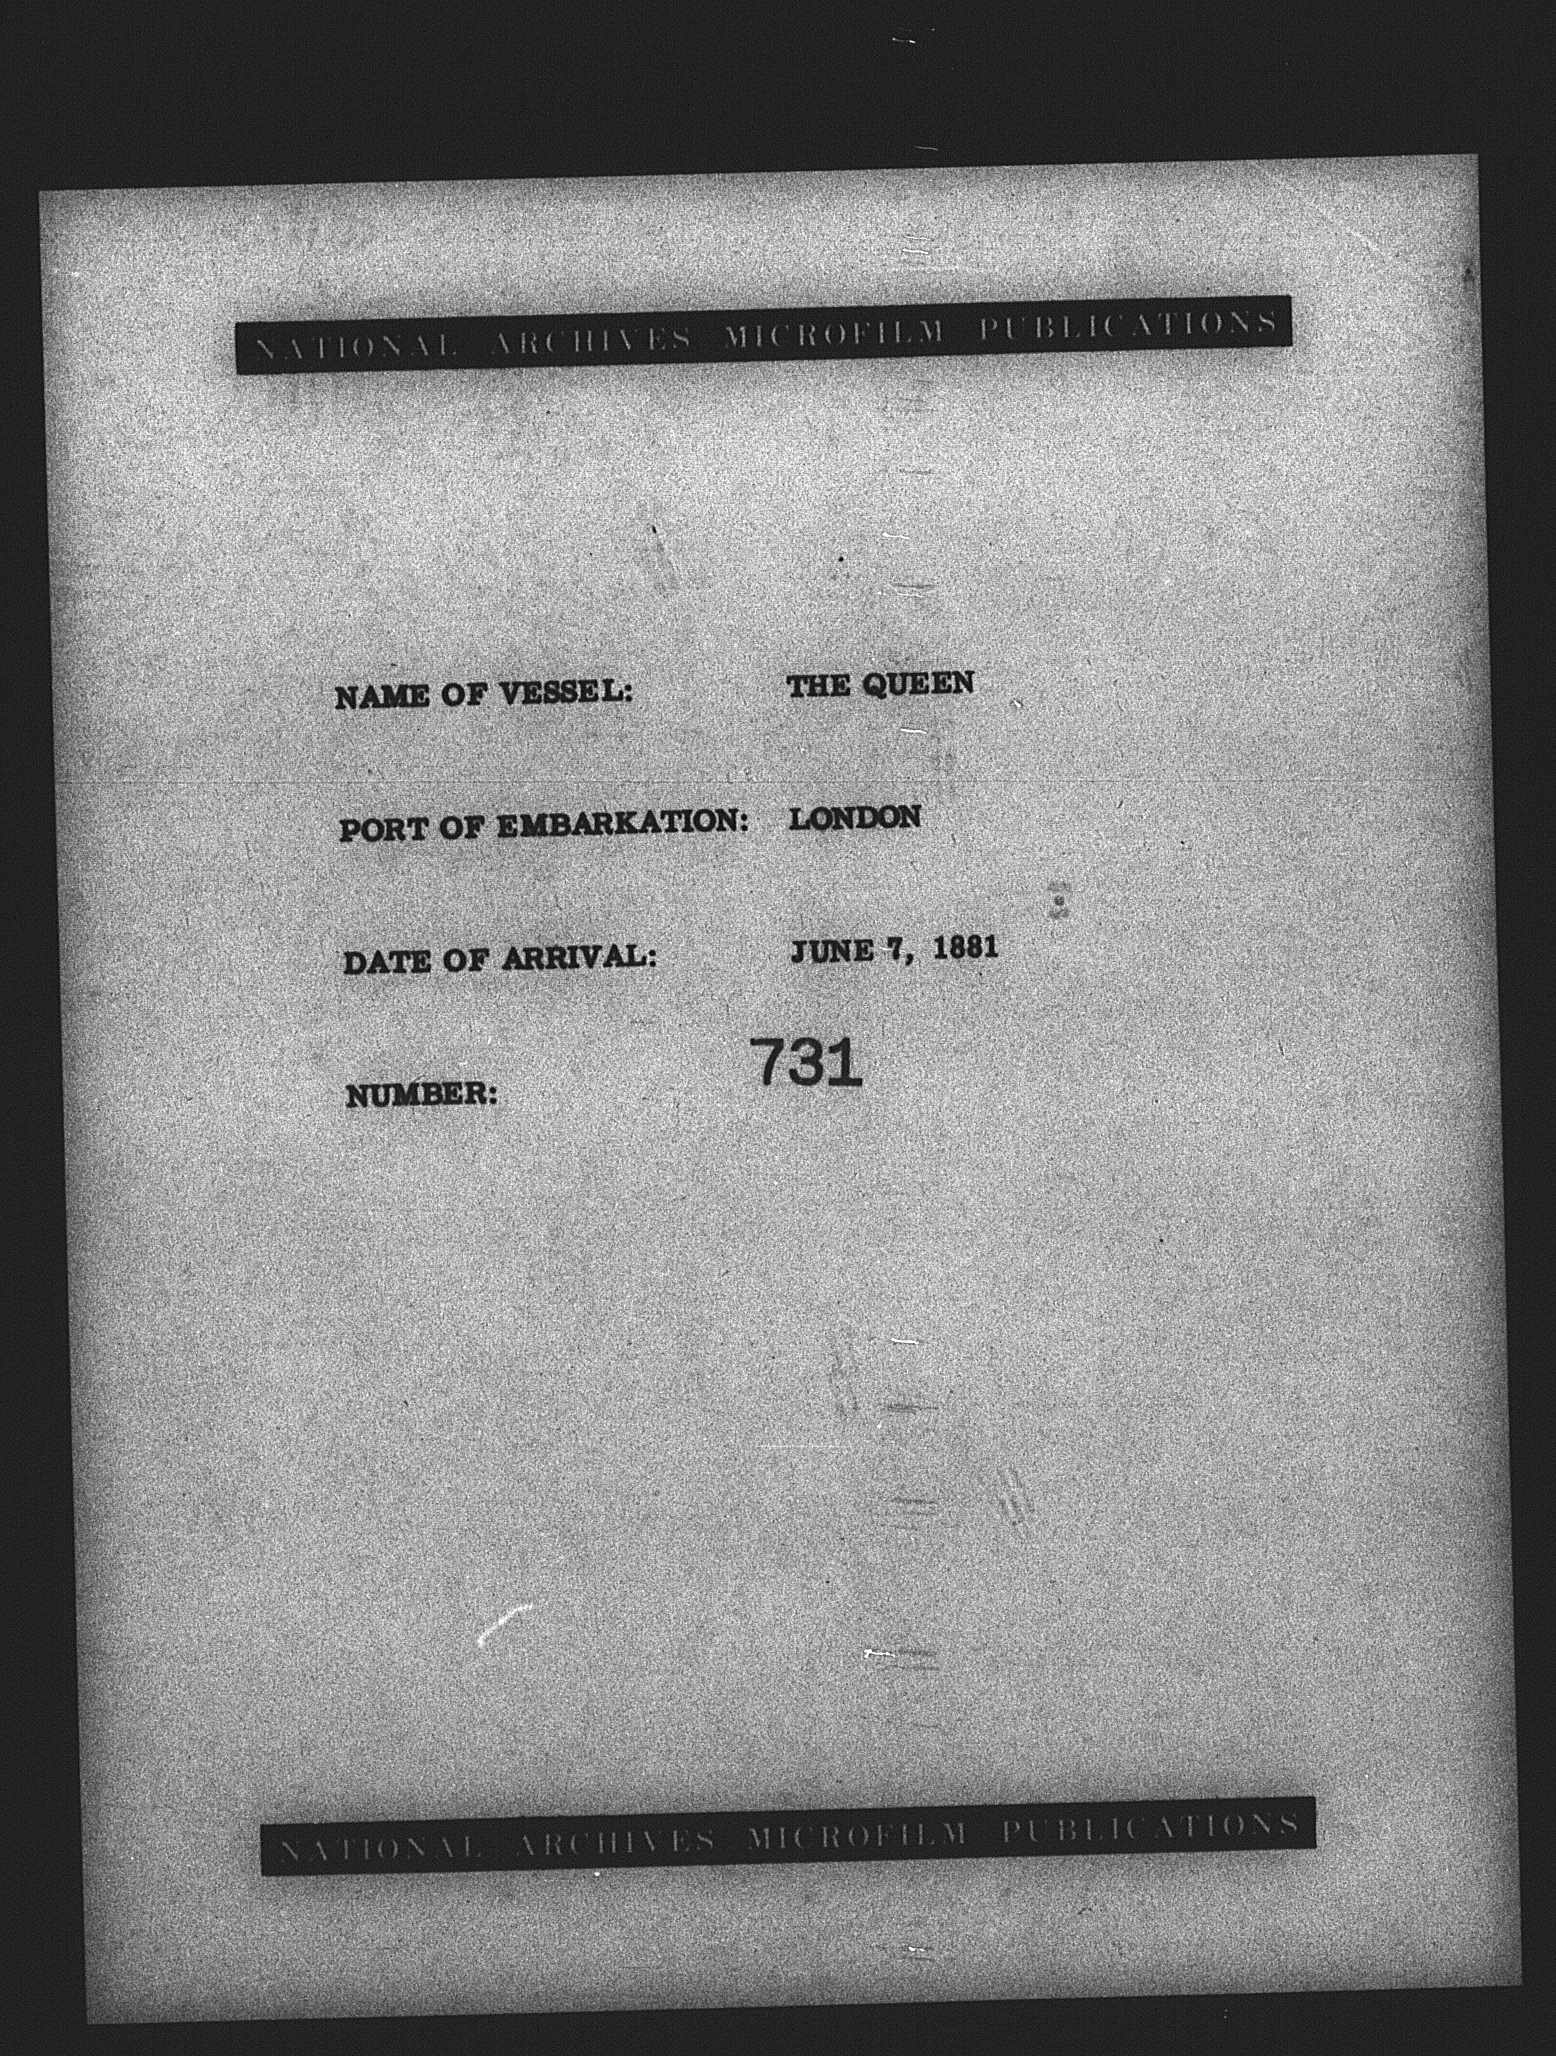 NATIONAL ARCHIVES MICROFILM PUBLICATIONS
NAME OF VESSEL: THE QUEEN
PORT OF EMBARKATION: LONDON
DATE OF ARRIVAL: JUNE 7, 1881
NUMBER: 731
NATIONAL ARCHIVES MICROFILM PUBLICATIONS